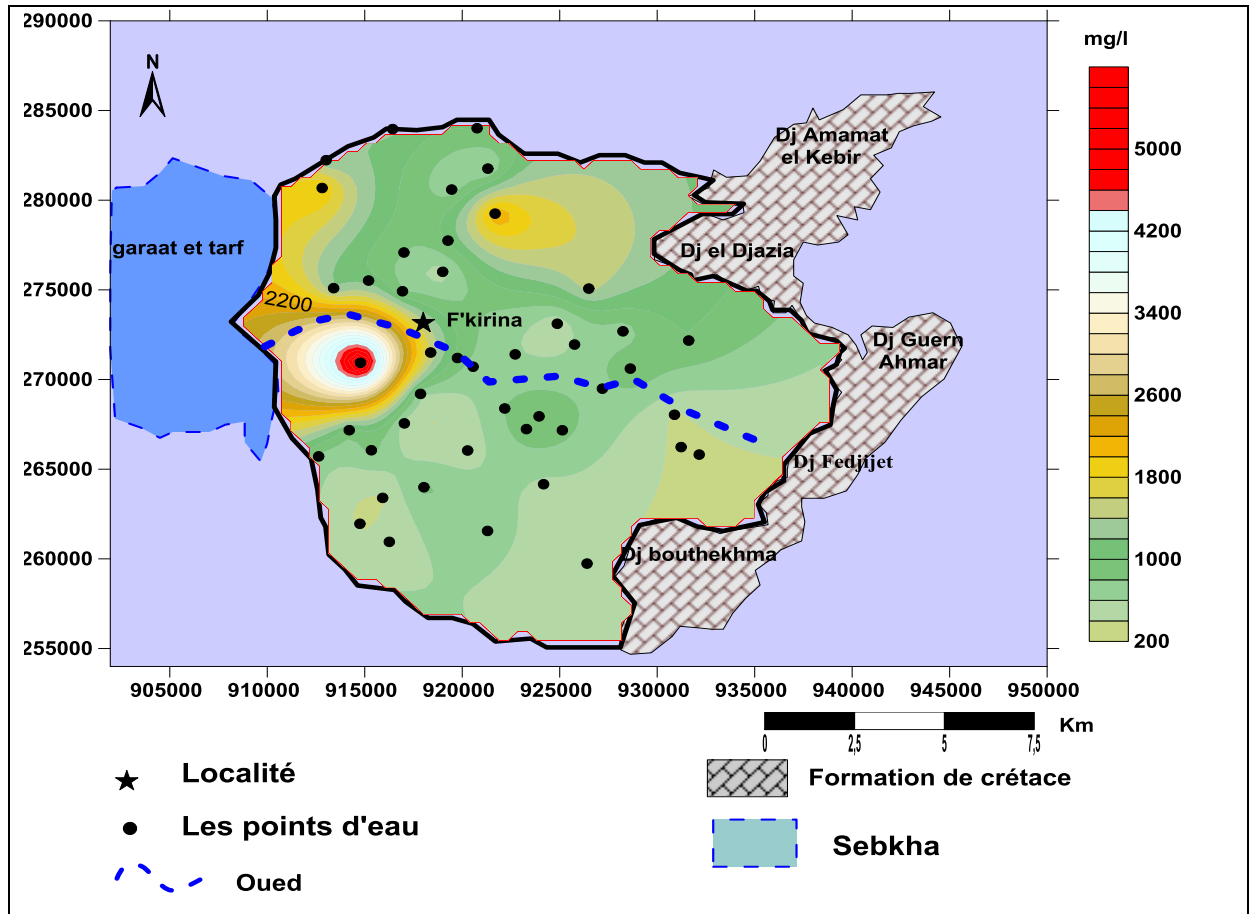 290000
285000
280000
275000
270000
265000
260000
255000
N
mg/l
5000
4200
3400
2600
1800
1000
200
Dj Amamat
el Kebir
garaat et tarf
Dj el Djazia
2200
F'kirina
Dj Guern
Ahmar
Dj Fedjijet
Dj bouthekhma
905000 910000 915000 920000 925000 930000 935000 940000 945000 950000
Km
0 2,5 5 7,5
Localité
Formation de crétace
Les points d'eau
Sebkha
Oued